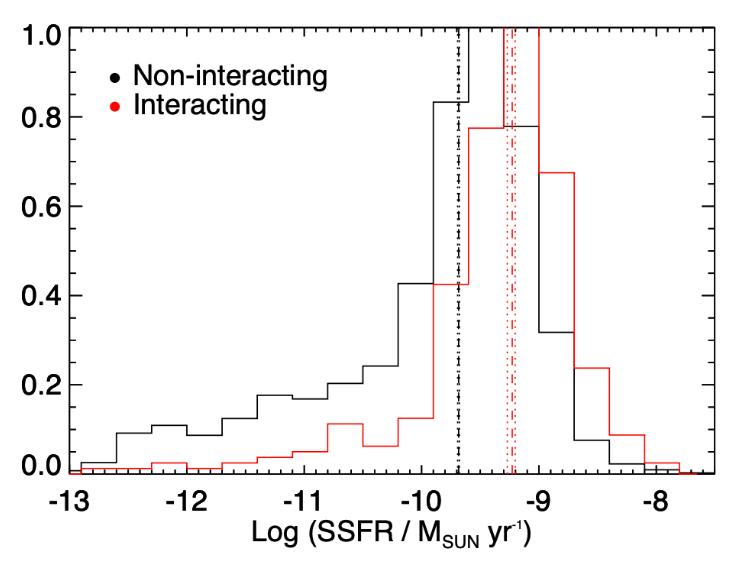 1.0
Non-interacting
Interacting
0.8
0.6
0.4
0.2
0.0
-13 -12 -11 -10 -9 -8
Log (SSFR / M_SUN yr^-1)